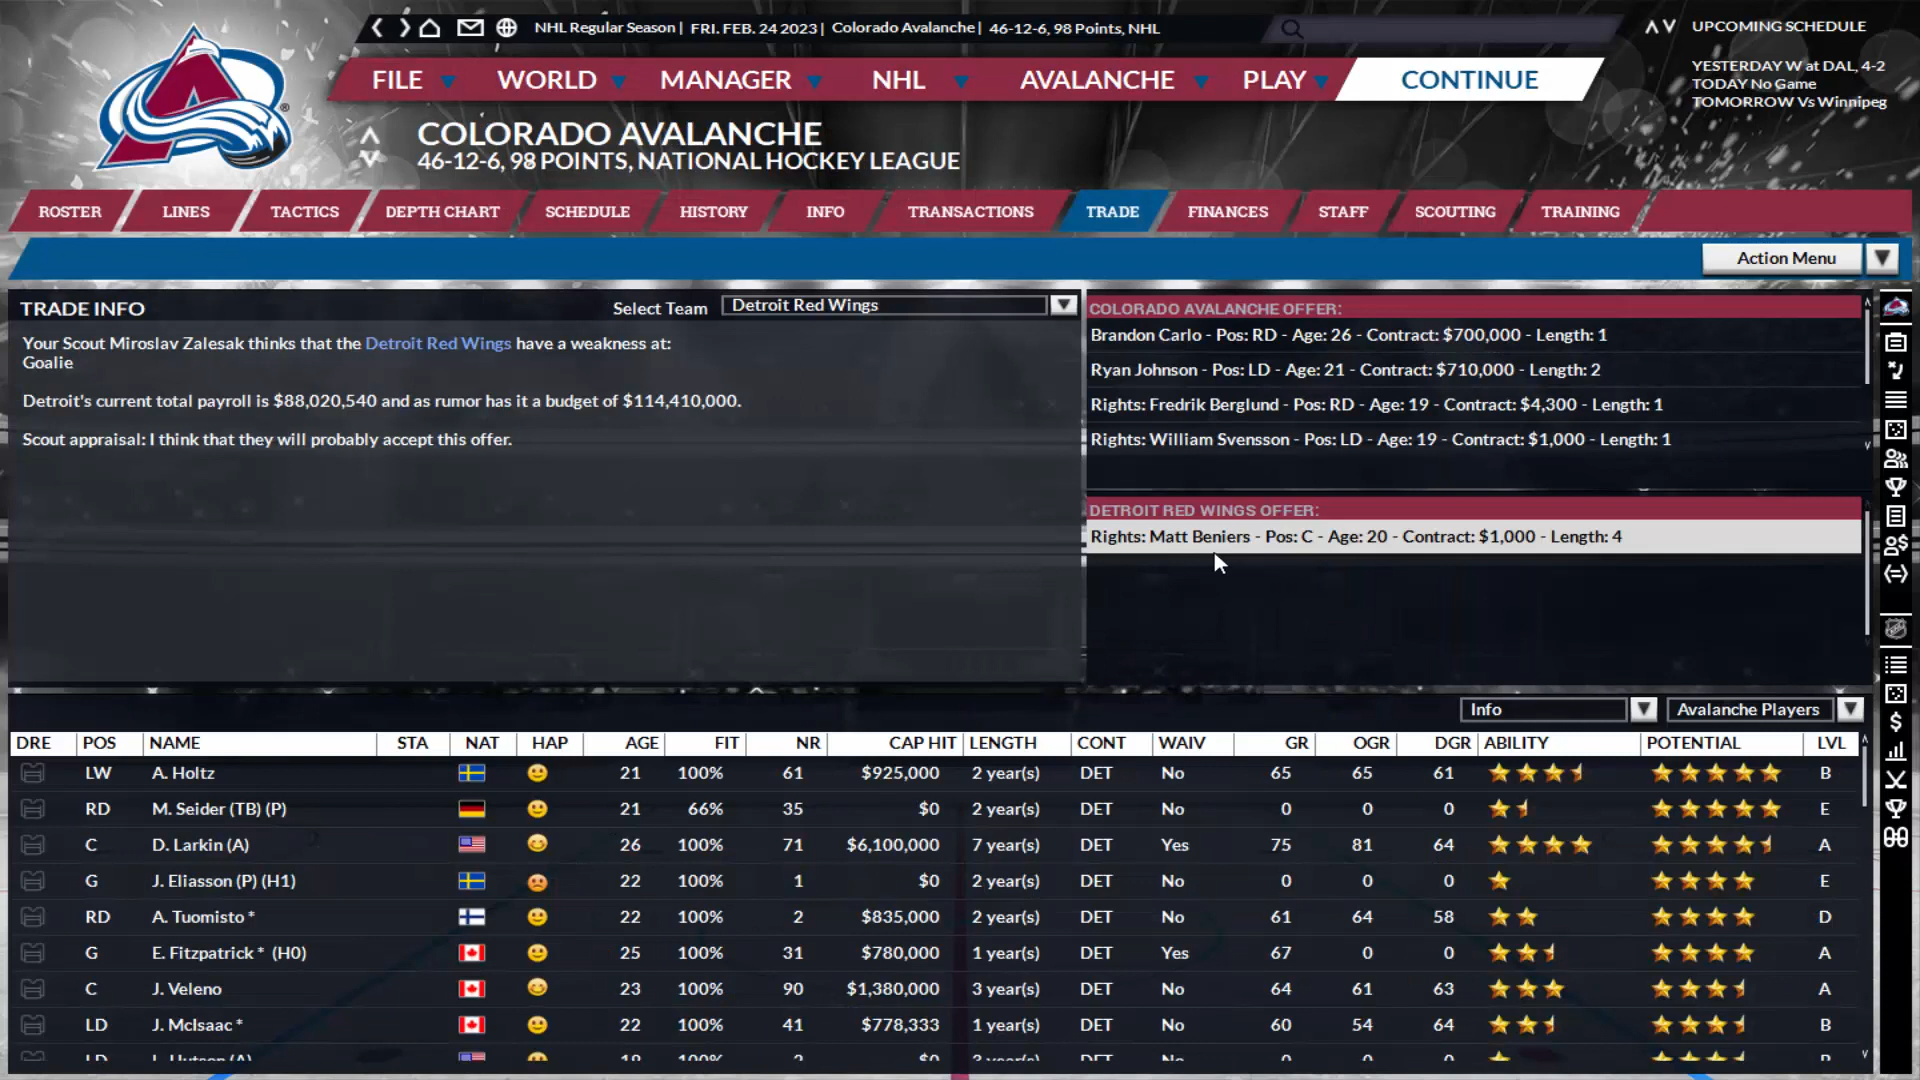 NHL Regular Season | FRI. FEB. 24 2023 | Colorado Avalanche | 46-12-6, 98 Points, NHL
UPCOMING SCHEDULE
YESTERDAY W at DAL, 4-2
TODAY No Game
TOMORROW Vs Winnipeg
FILE WORLD MANAGER NHL AVALANCHE PLAY CONTINUE
COLORADO AVALANCHE
46-12-6, 98 POINTS, NATIONAL HOCKEY LEAGUE
ROSTER LINES TACTICS DEPTH CHART SCHEDULE HISTORY INFO TRANSACTIONS TRADE FINANCES STAFF SCOUTING TRAINING
Action Menu
TRADE INFO
Select Team Detroit Red Wings
Your Scout Miroslav Zalesak thinks that the Detroit Red Wings have a weakness at:
Goalie
Detroit's current total payroll is $88,020,540 and as rumor has it a budget of $114,410,000.
Scout appraisal: I think that they will probably accept this offer.
COLORADO AVALANCHE OFFER:
Brandon Carlo - Pos: RD - Age: 26 - Contract: $700,000 - Length: 1
Ryan Johnson - Pos: LD - Age: 21 - Contract: $710,000 - Length: 2
Rights: Fredrik Berglund - Pos: RD - Age: 19 - Contract: $4,300 - Length: 1
Rights: William Svensson - Pos: LD - Age: 19 - Contract: $1,000 - Length: 1
DETROIT RED WINGS OFFER:
Rights: Matt Beniers - Pos: C - Age: 20 - Contract: $1,000 - Length: 4
Info Avalanche Players
DRE POS NAME STA NAT HAP AGE FIT NR CAP HIT LENGTH CONT WAIV GR OGR DGR ABILITY POTENTIAL LVL
LW A. Holtz 21 100% 61 $925,000 2 year(s) DET No 65 65 61 B
RD M. Seider (TB) (P) 21 66% 35 $0 2 year(s) DET No 0 0 0 E
C D. Larkin (A) 26 100% 71 $6,100,000 7 year(s) DET Yes 75 81 64 A
G J. Eliasson (P) (H1) 22 100% 1 $0 2 year(s) DET No 0 0 0 E
RD A. Tuomisto * 22 100% 2 $835,000 2 year(s) DET No 61 64 58 D
G E. Fitzpatrick * (H0) 25 100% 31 $780,000 1 year(s) DET Yes 67 0 0 A
C J. Veleno 23 100% 90 $1,380,000 3 year(s) DET No 64 61 63 A
LD J. McIsaac * 22 100% 41 $778,333 1 year(s) DET No 60 54 64 B